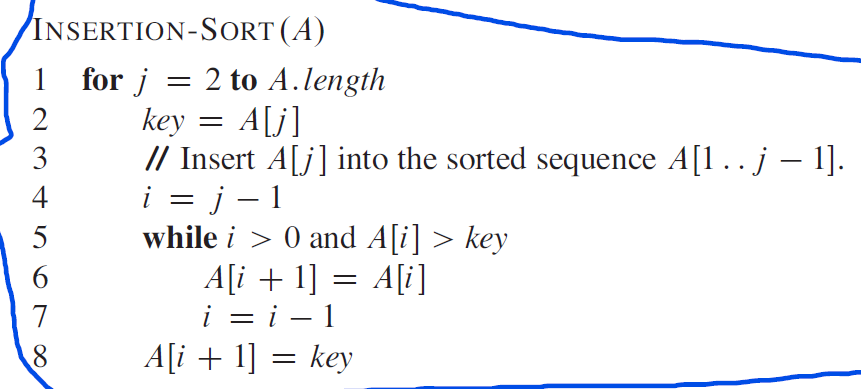 INSERTION-SORT(A)
1 for j = 2 to A.length
2 key = A[j]
3 // Insert A[j] into the sorted sequence A[1 . . j − 1].
4 i = j − 1
5 while i > 0 and A[i] > key
6 A[i + 1] = A[i]
7 i = i − 1
8 A[i + 1] = key